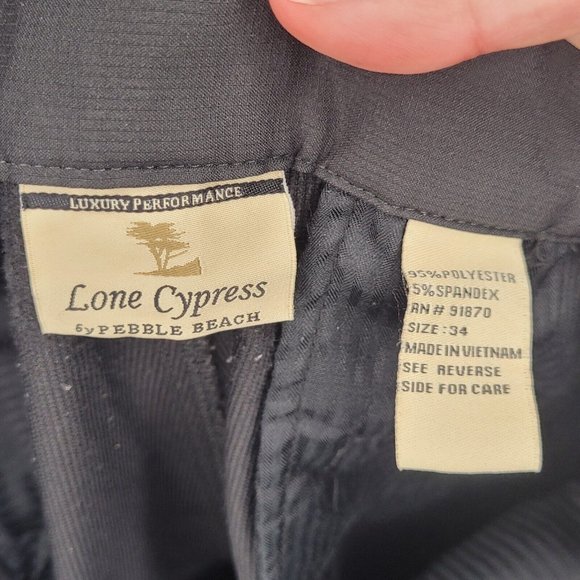 LUXURY PERFORMANCE
Lone Cypress
by PEBBLE BEACH
95%POLYESTER
5%SPANDEX
RN# 91870
SIZE:34
MADE IN VIETNAM
SEE REVERSE
SIDE FOR CARE